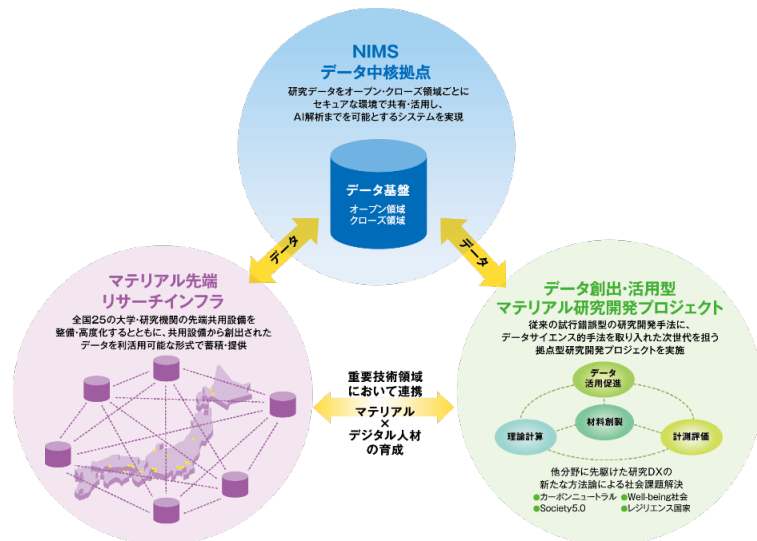 NIMS
データ中核拠点
研究データをオープン・クローズ領域ごとに
セキュアな環境で共有・活用し、
AI解析までを可能とするシステムを実現
データ基盤
オープン領域
クローズ領域
データ
データ
マテリアル先端
リサーチインフラ
全国25の大学・研究機関の先端共用設備を
整備・高度化するとともに、共用設備から創出された
データを利活用可能な形式で蓄積・提供
重要技術領域
において連携
マテリアル
×
デジタル人材
の育成
データ創出・活用型
マテリアル研究開発プロジェクト
従来の試行錯誤型の研究開発手法に、
データサイエンス的手法を取り入れた次世代を担う
拠点型研究開発プロジェクトを実施
データ
活用促進
材料創製
理論計算
計測評価
他分野に先駆けた研究DXの
新たな方法論による社会課題解決
●カーボンニュートラル ●Well-being社会
●Society5.0 ●レジリエンス国家